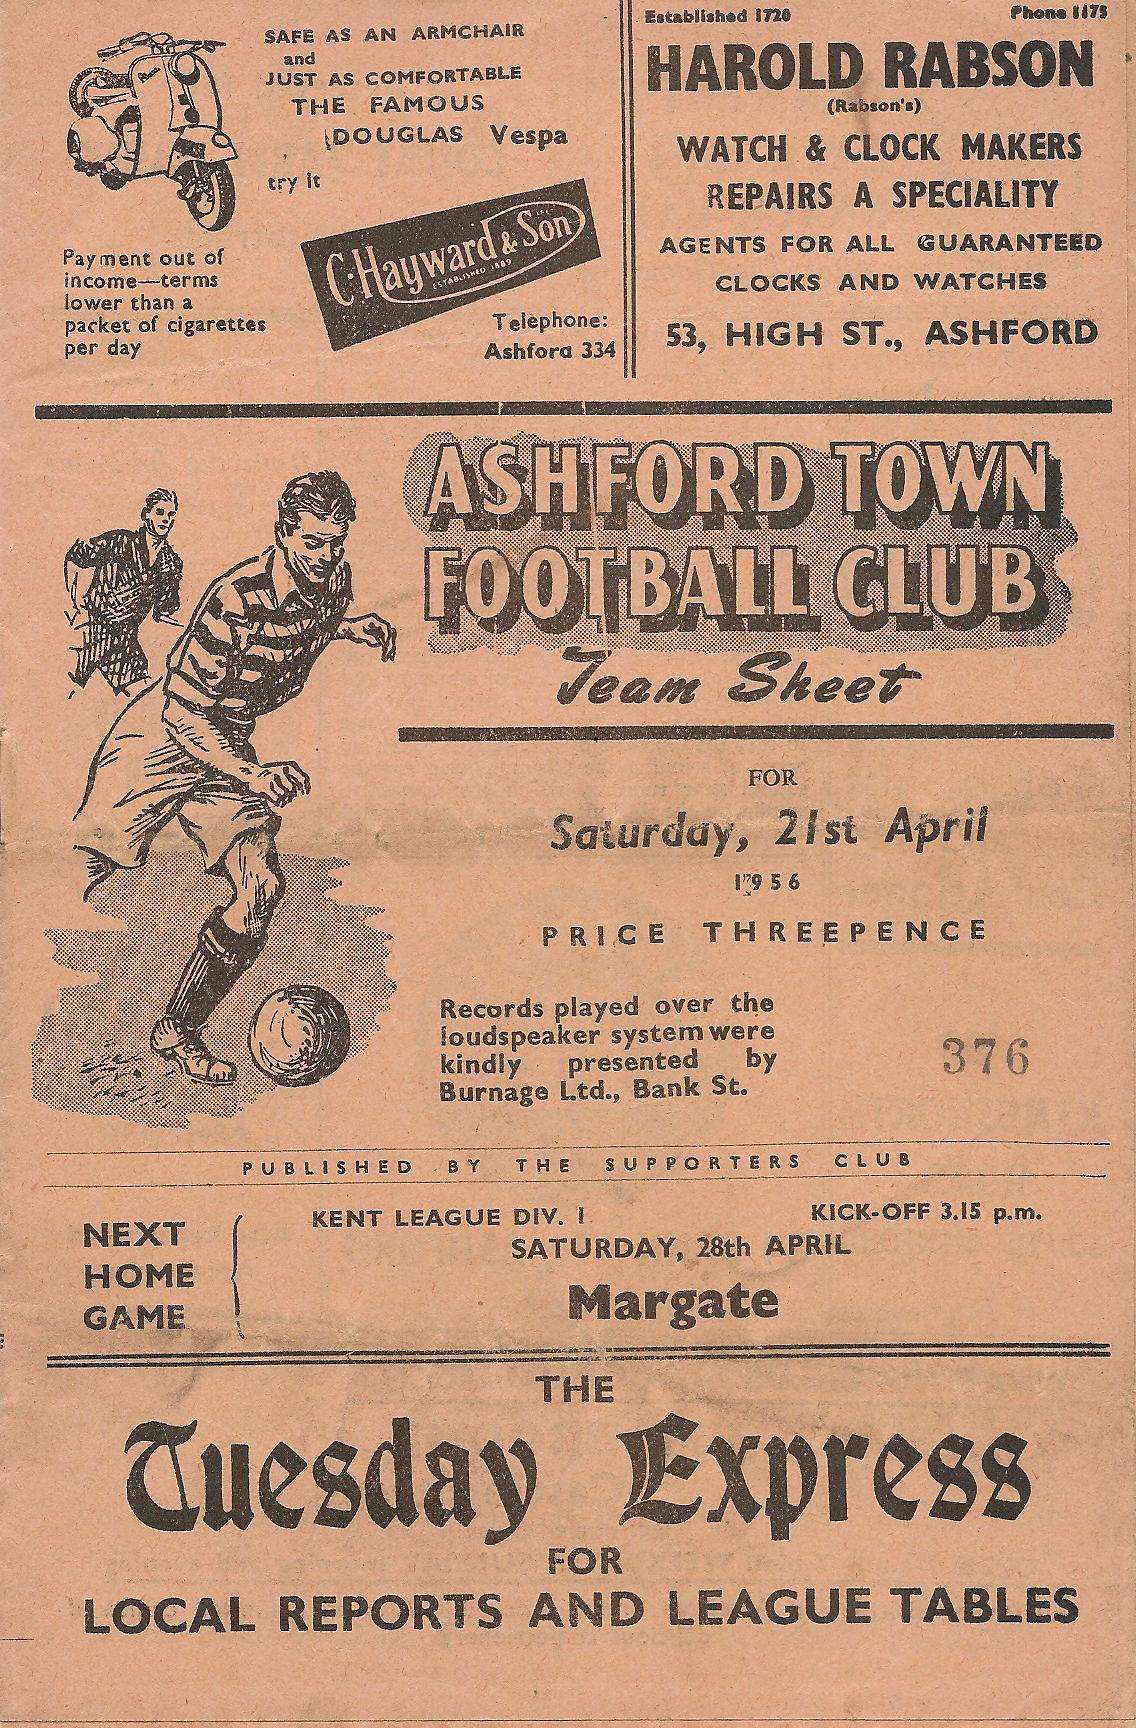 SAFE AS AN ARMCHAIR
and
JUST AS COMFORTABLE
THE FAMOUS
DOUGLAS Vespa
try it
C. Hayward & Son LTD.
ESTABLISHED 1889
Payment out of
income—terms
lower than a
packet of cigarettes
per day
Telephone:
Ashford 334
Established 1720 Phone 1175
HAROLD RABSON
(Rabson's)
WATCH & CLOCK MAKERS
REPAIRS A SPECIALITY
AGENTS FOR ALL GUARANTEED
CLOCKS AND WATCHES
53, HIGH ST., ASHFORD
ASHFORD TOWN
FOOTBALL CLUB
Team Sheet
FOR
Saturday, 21st April
1956
PRICE THREEPENCE
Records played over the
loudspeaker system were
kindly presented by
Burnage Ltd., Bank St.
376
PUBLISHED BY THE SUPPORTERS CLUB
NEXT
HOME
GAME
KENT LEAGUE DIV. I KICK-OFF 3.15 p.m.
SATURDAY, 28th APRIL
Margate
THE
Tuesday Express
FOR
LOCAL REPORTS AND LEAGUE TABLES